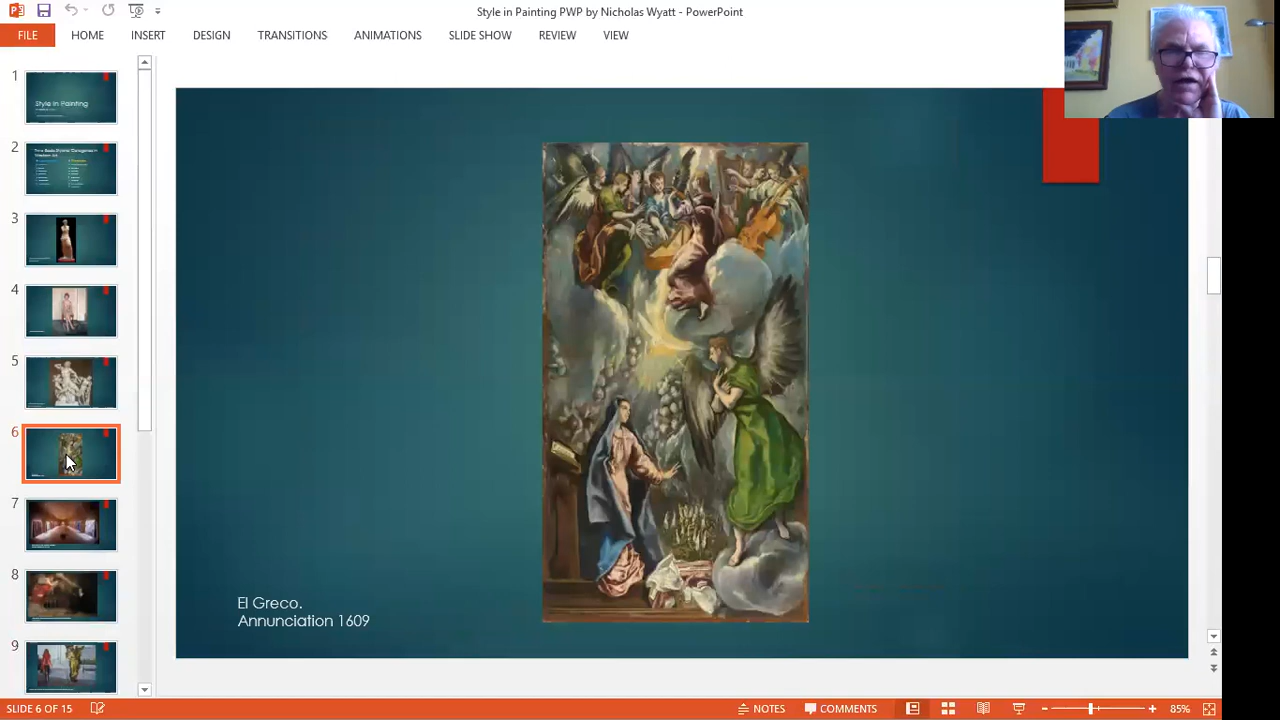 Style in Painting PWP by Nicholas Wyatt - PowerPoint
FILE HOME INSERT DESIGN TRANSITIONS ANIMATIONS SLIDE SHOW REVIEW VIEW
1
Style in Painting
2
3
4
5
6
7
8
9
El Greco.
Annunciation 1609
SLIDE 6 OF 15 NOTES COMMENTS 85%